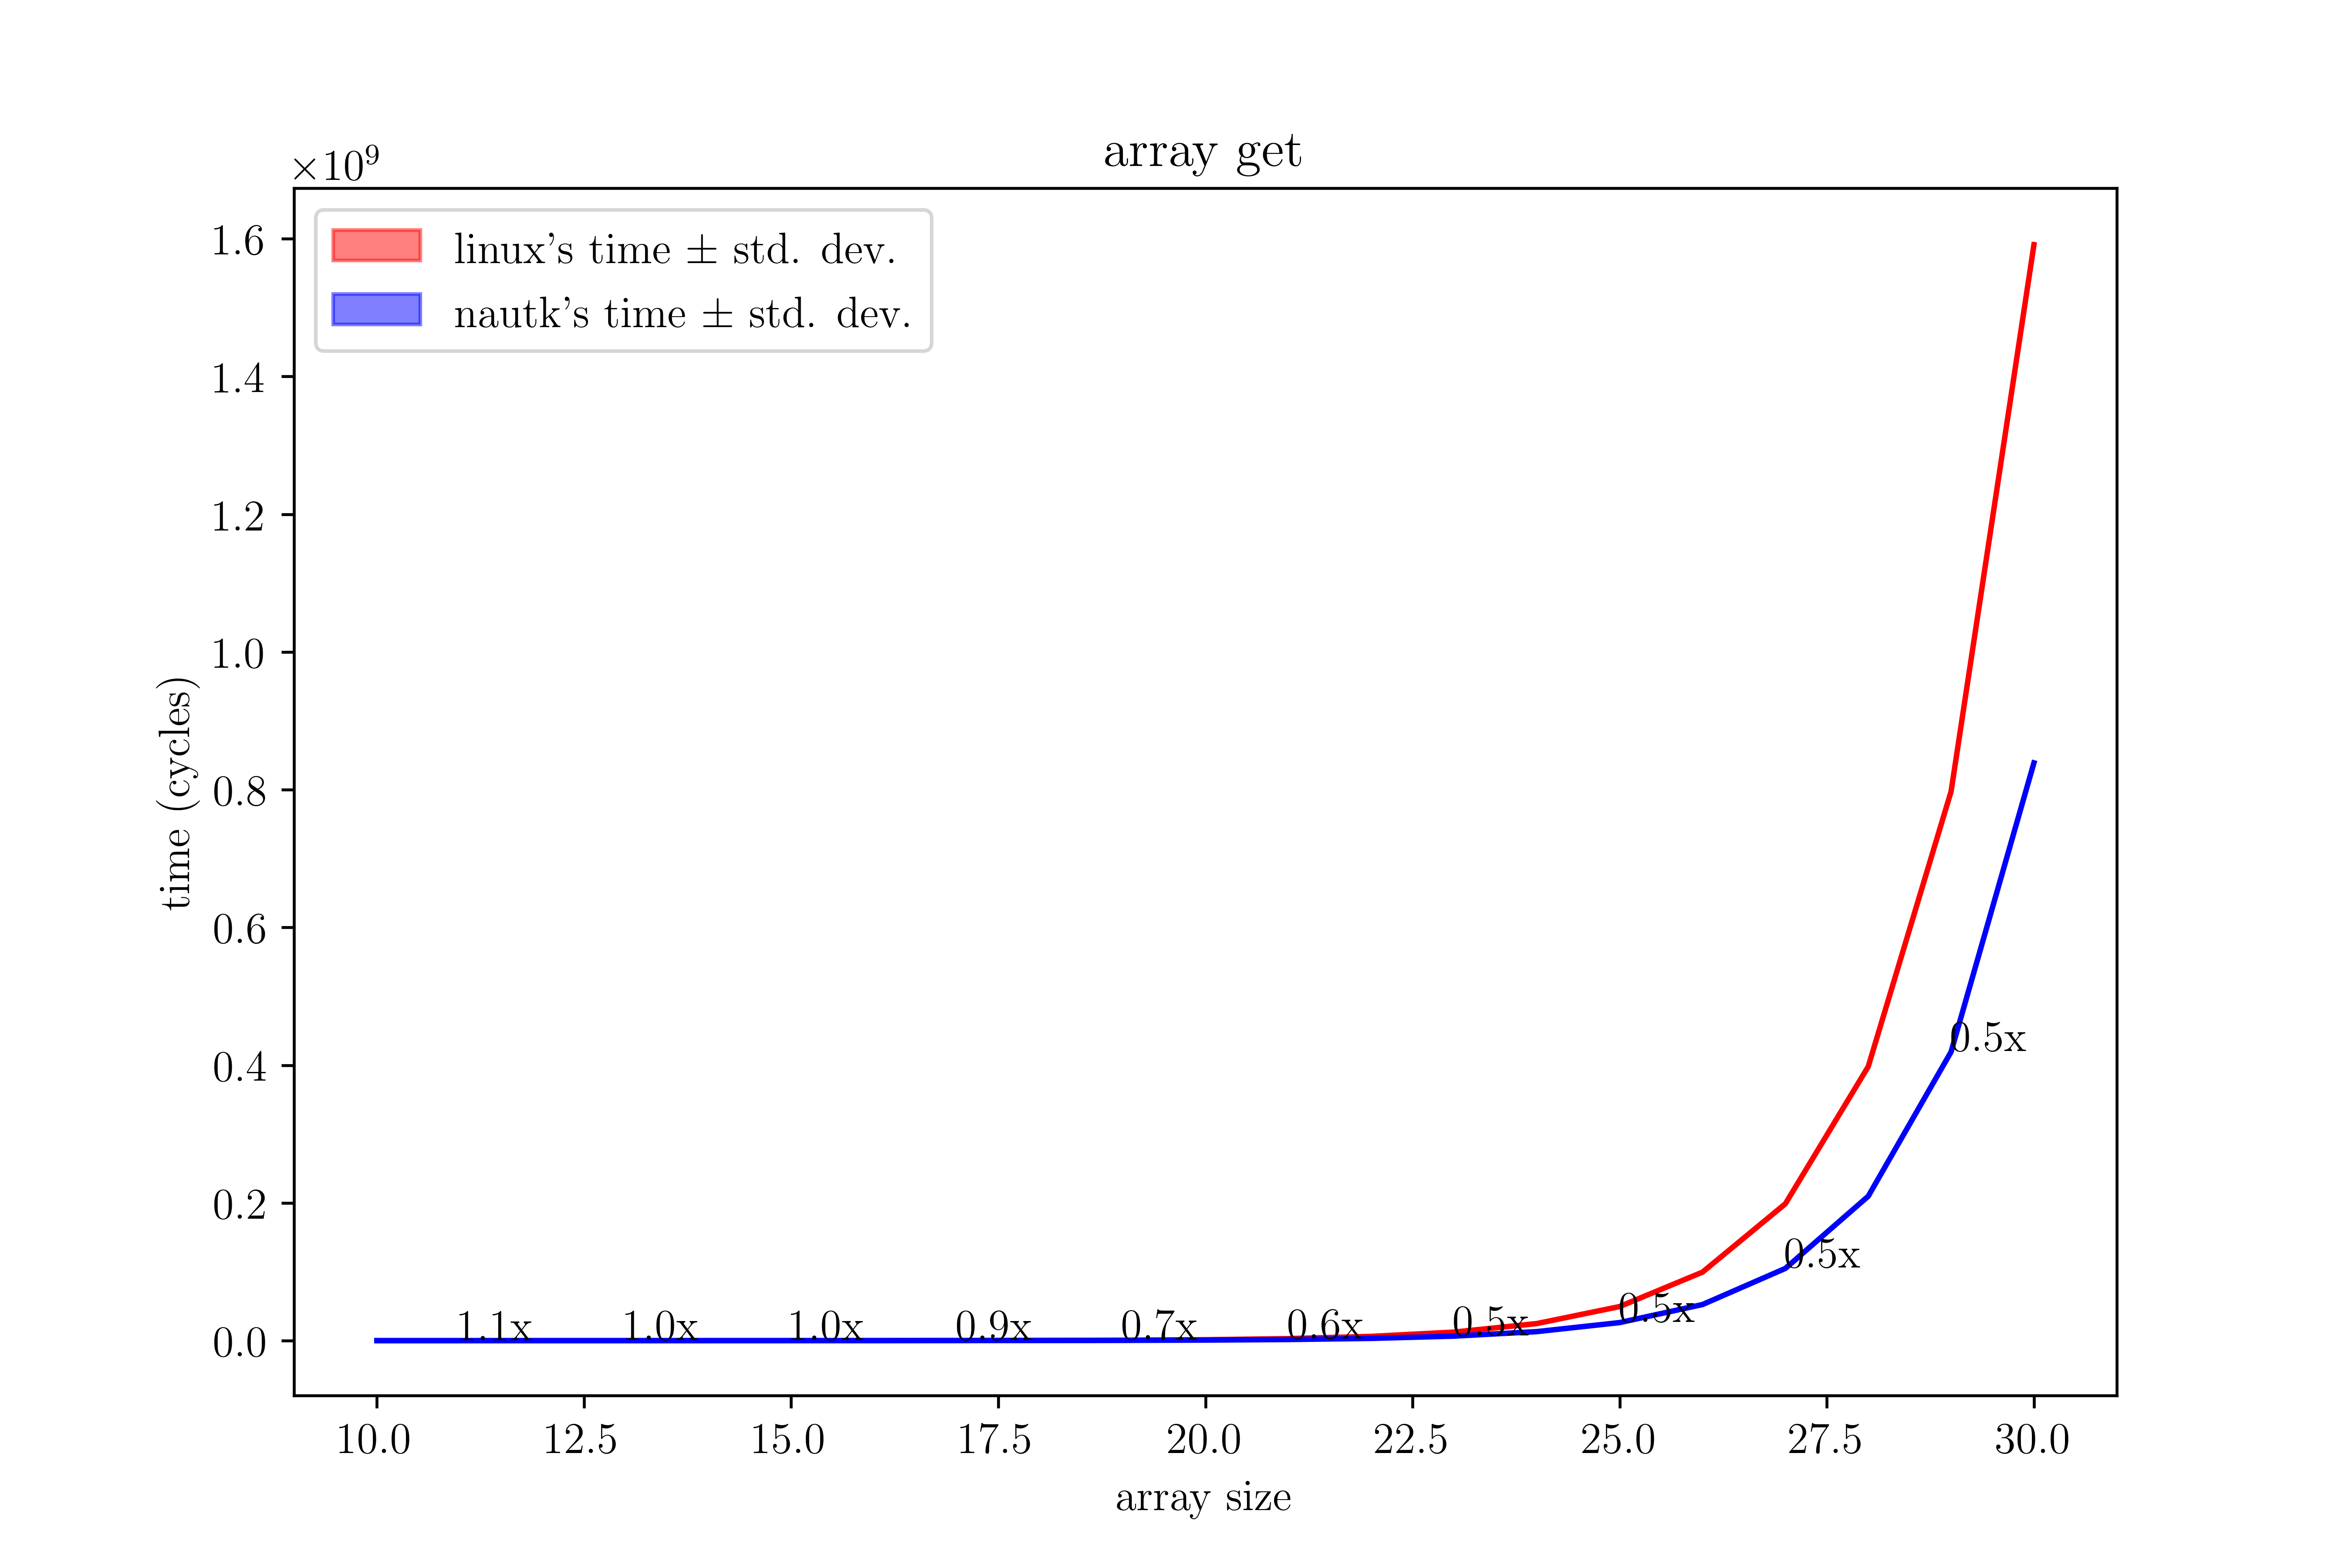 array get
×10⁹
linux's time ± std. dev.
nautk's time ± std. dev.
1.6
1.4
1.2
1.0
0.8
0.6
0.4
0.2
0.0
time (cycles)
1.1x
1.0x
1.0x
0.9x
0.7x
0.6x
0.5x
0.5x
0.5x
0.5x
10.0 12.5 15.0 17.5 20.0 22.5 25.0 27.5 30.0
array size